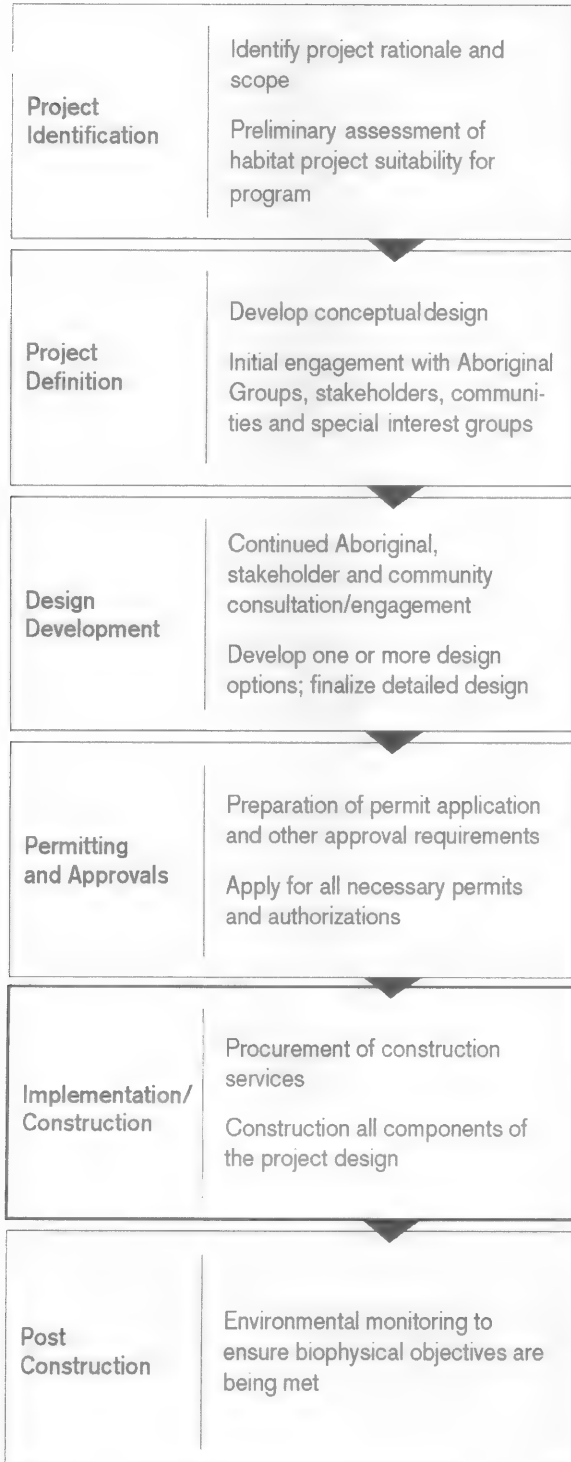 Project
Identification
Identify project rationale and
scope
Preliminary assessment of
habitat project suitability for
program
Project
Definition
Develop conceptual design
Initial engagement with Aboriginal
Groups, stakeholders, communi-
ties and special interest groups
Design
Development
Continued Aboriginal,
stakeholder and community
consultation/engagement
Develop one or more design
options; finalize detailed design
Permitting
and Approvals
Preparation of permit application
and other approval requirements
Apply for all necessary permits
and authorizations
Implementation/
Construction
Procurement of construction
services
Construction all components of
the project design
Post
Construction
Environmental monitoring to
ensure biophysical objectives are
being met